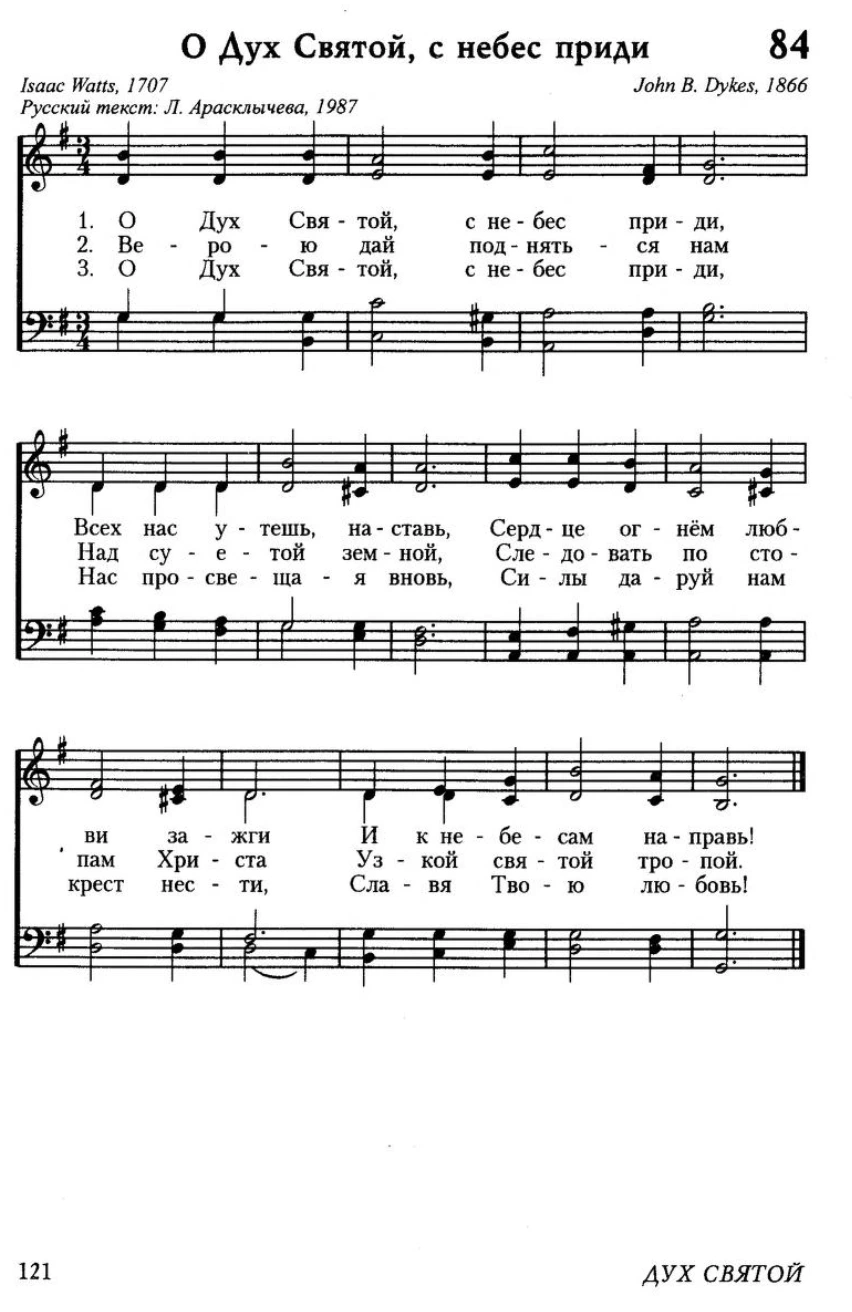 О Дух Святой, с небес приди 84
Isaac Watts, 1707 John B. Dykes, 1866
Русский текст: Л. Арасклычева, 1987
1. О Дух Свя - той, с не - бес при - ди,
2. Ве - ро - ю дай под - нять - ся нам
3. О Дух Свя - той, с не - бес при - ди,
Всех нас у - тешь, на - ставь, Серд - це ог - нём люб -
Над су - е - той зем - ной, Сле - до - вать по сто -
Нас про - све - ща - я вновь, Си - лы да - руй нам
ви за - жги И к не - бе - сам на - правь!
пам Хри - ста Уз - кой свя - той тро - пой.
крест нес - ти, Сла - вя Тво - ю лю - бовь!
121 ДУХ СВЯТОЙ